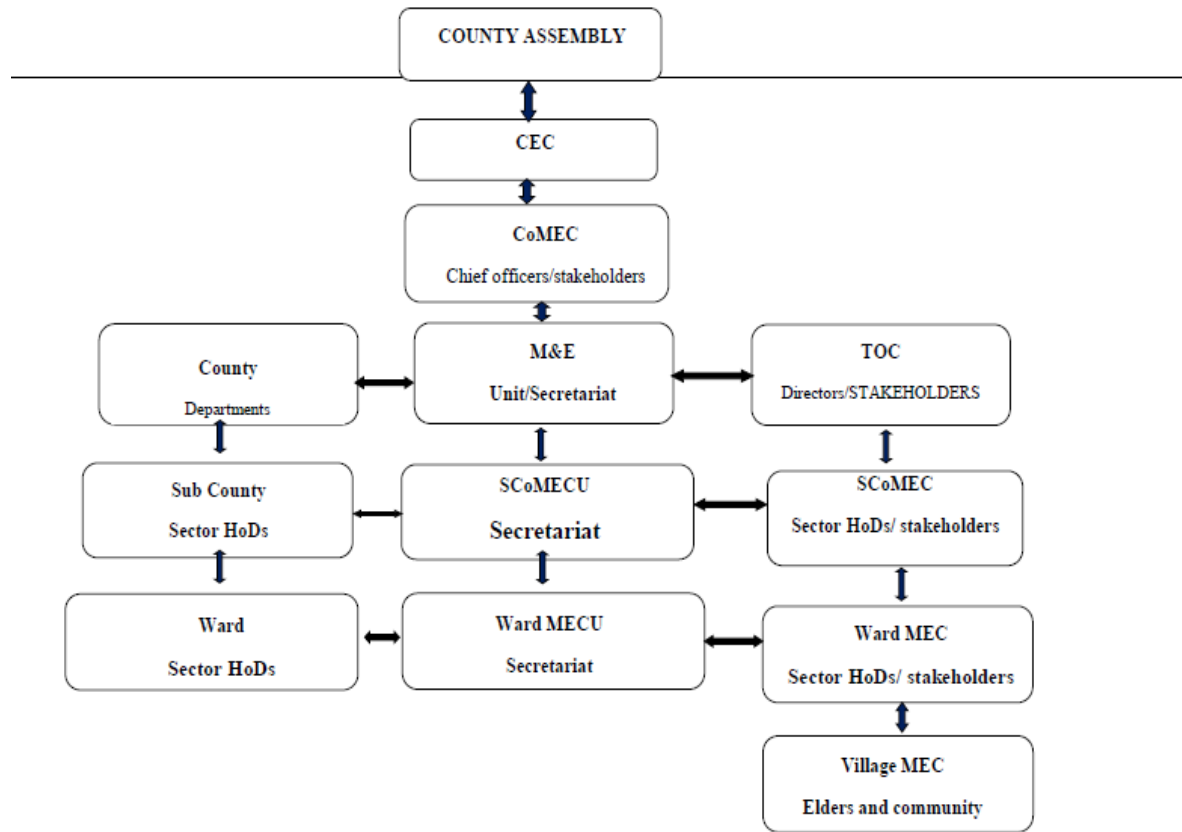 COUNTY ASSEMBLY
CEC
CoMEC
Chief officers/stakeholders
County
Departments
M&E
Unit/Secretariat
TOC
Directors/STAKEHOLDERS
Sub County
Sector HoDs
SCoMECU
Secretariat
SCoMEC
Sector HoDs/ stakeholders
Ward
Sector HoDs
Ward MECU
Secretariat
Ward MEC
Sector HoDs/ stakeholders
Village MEC
Elders and community